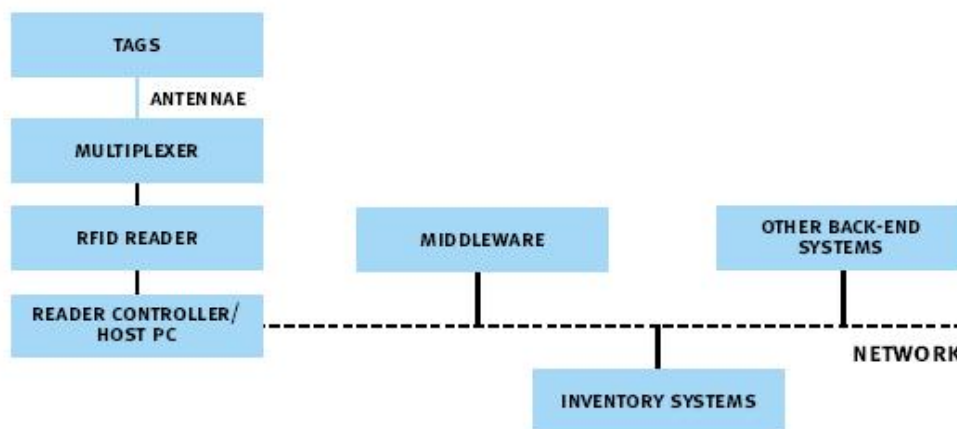 TAGS
ANTENNAE
MULTIPLEXER
RFID READER
READER CONTROLLER/
HOST PC
MIDDLEWARE
OTHER BACK-END
SYSTEMS
NETWORK
INVENTORY SYSTEMS